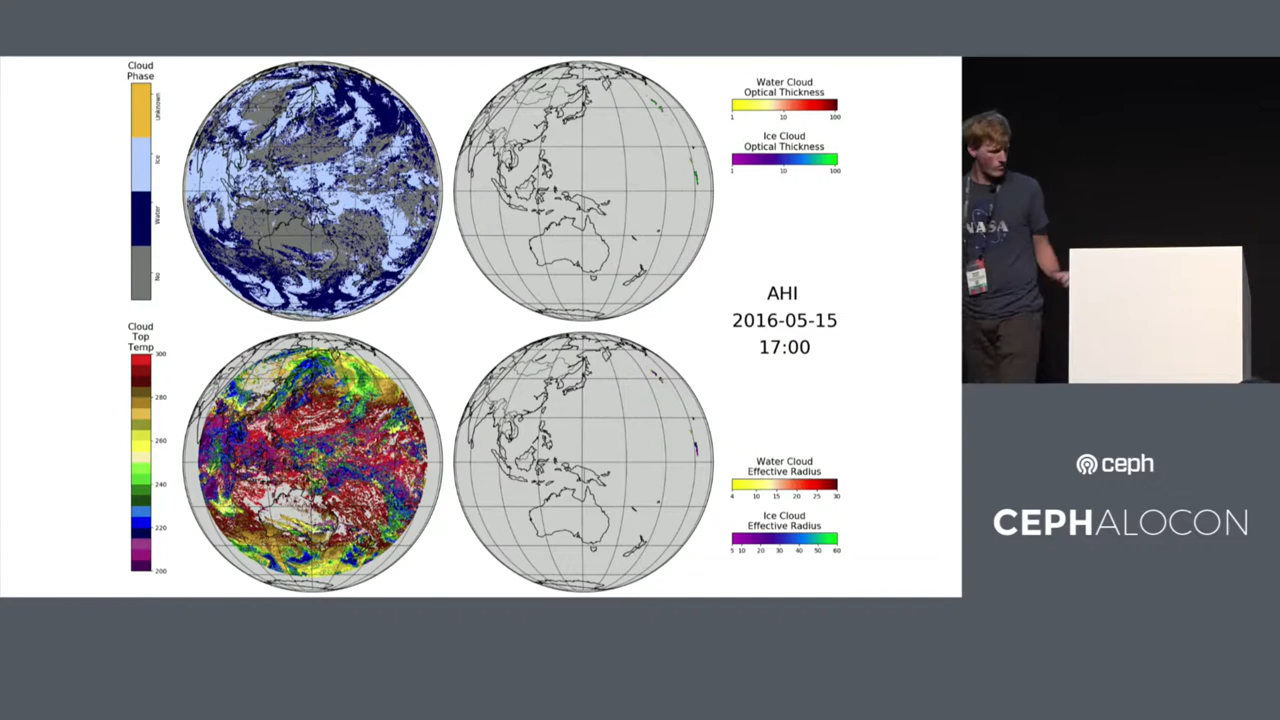 Cloud
Phase
Unknown
Ice
Water
No
Water Cloud
Optical Thickness
1 10 100
Ice Cloud
Optical Thickness
1 10 100
AHI
2016-05-15
17:00
NASA
Cloud
Top
Temp
300
280
260
240
220
200
Water Cloud
Effective Radius
4 10 15 20 25 30
Ice Cloud
Effective Radius
5 10 20 30 40 50 60
ceph
CEPHALOCON